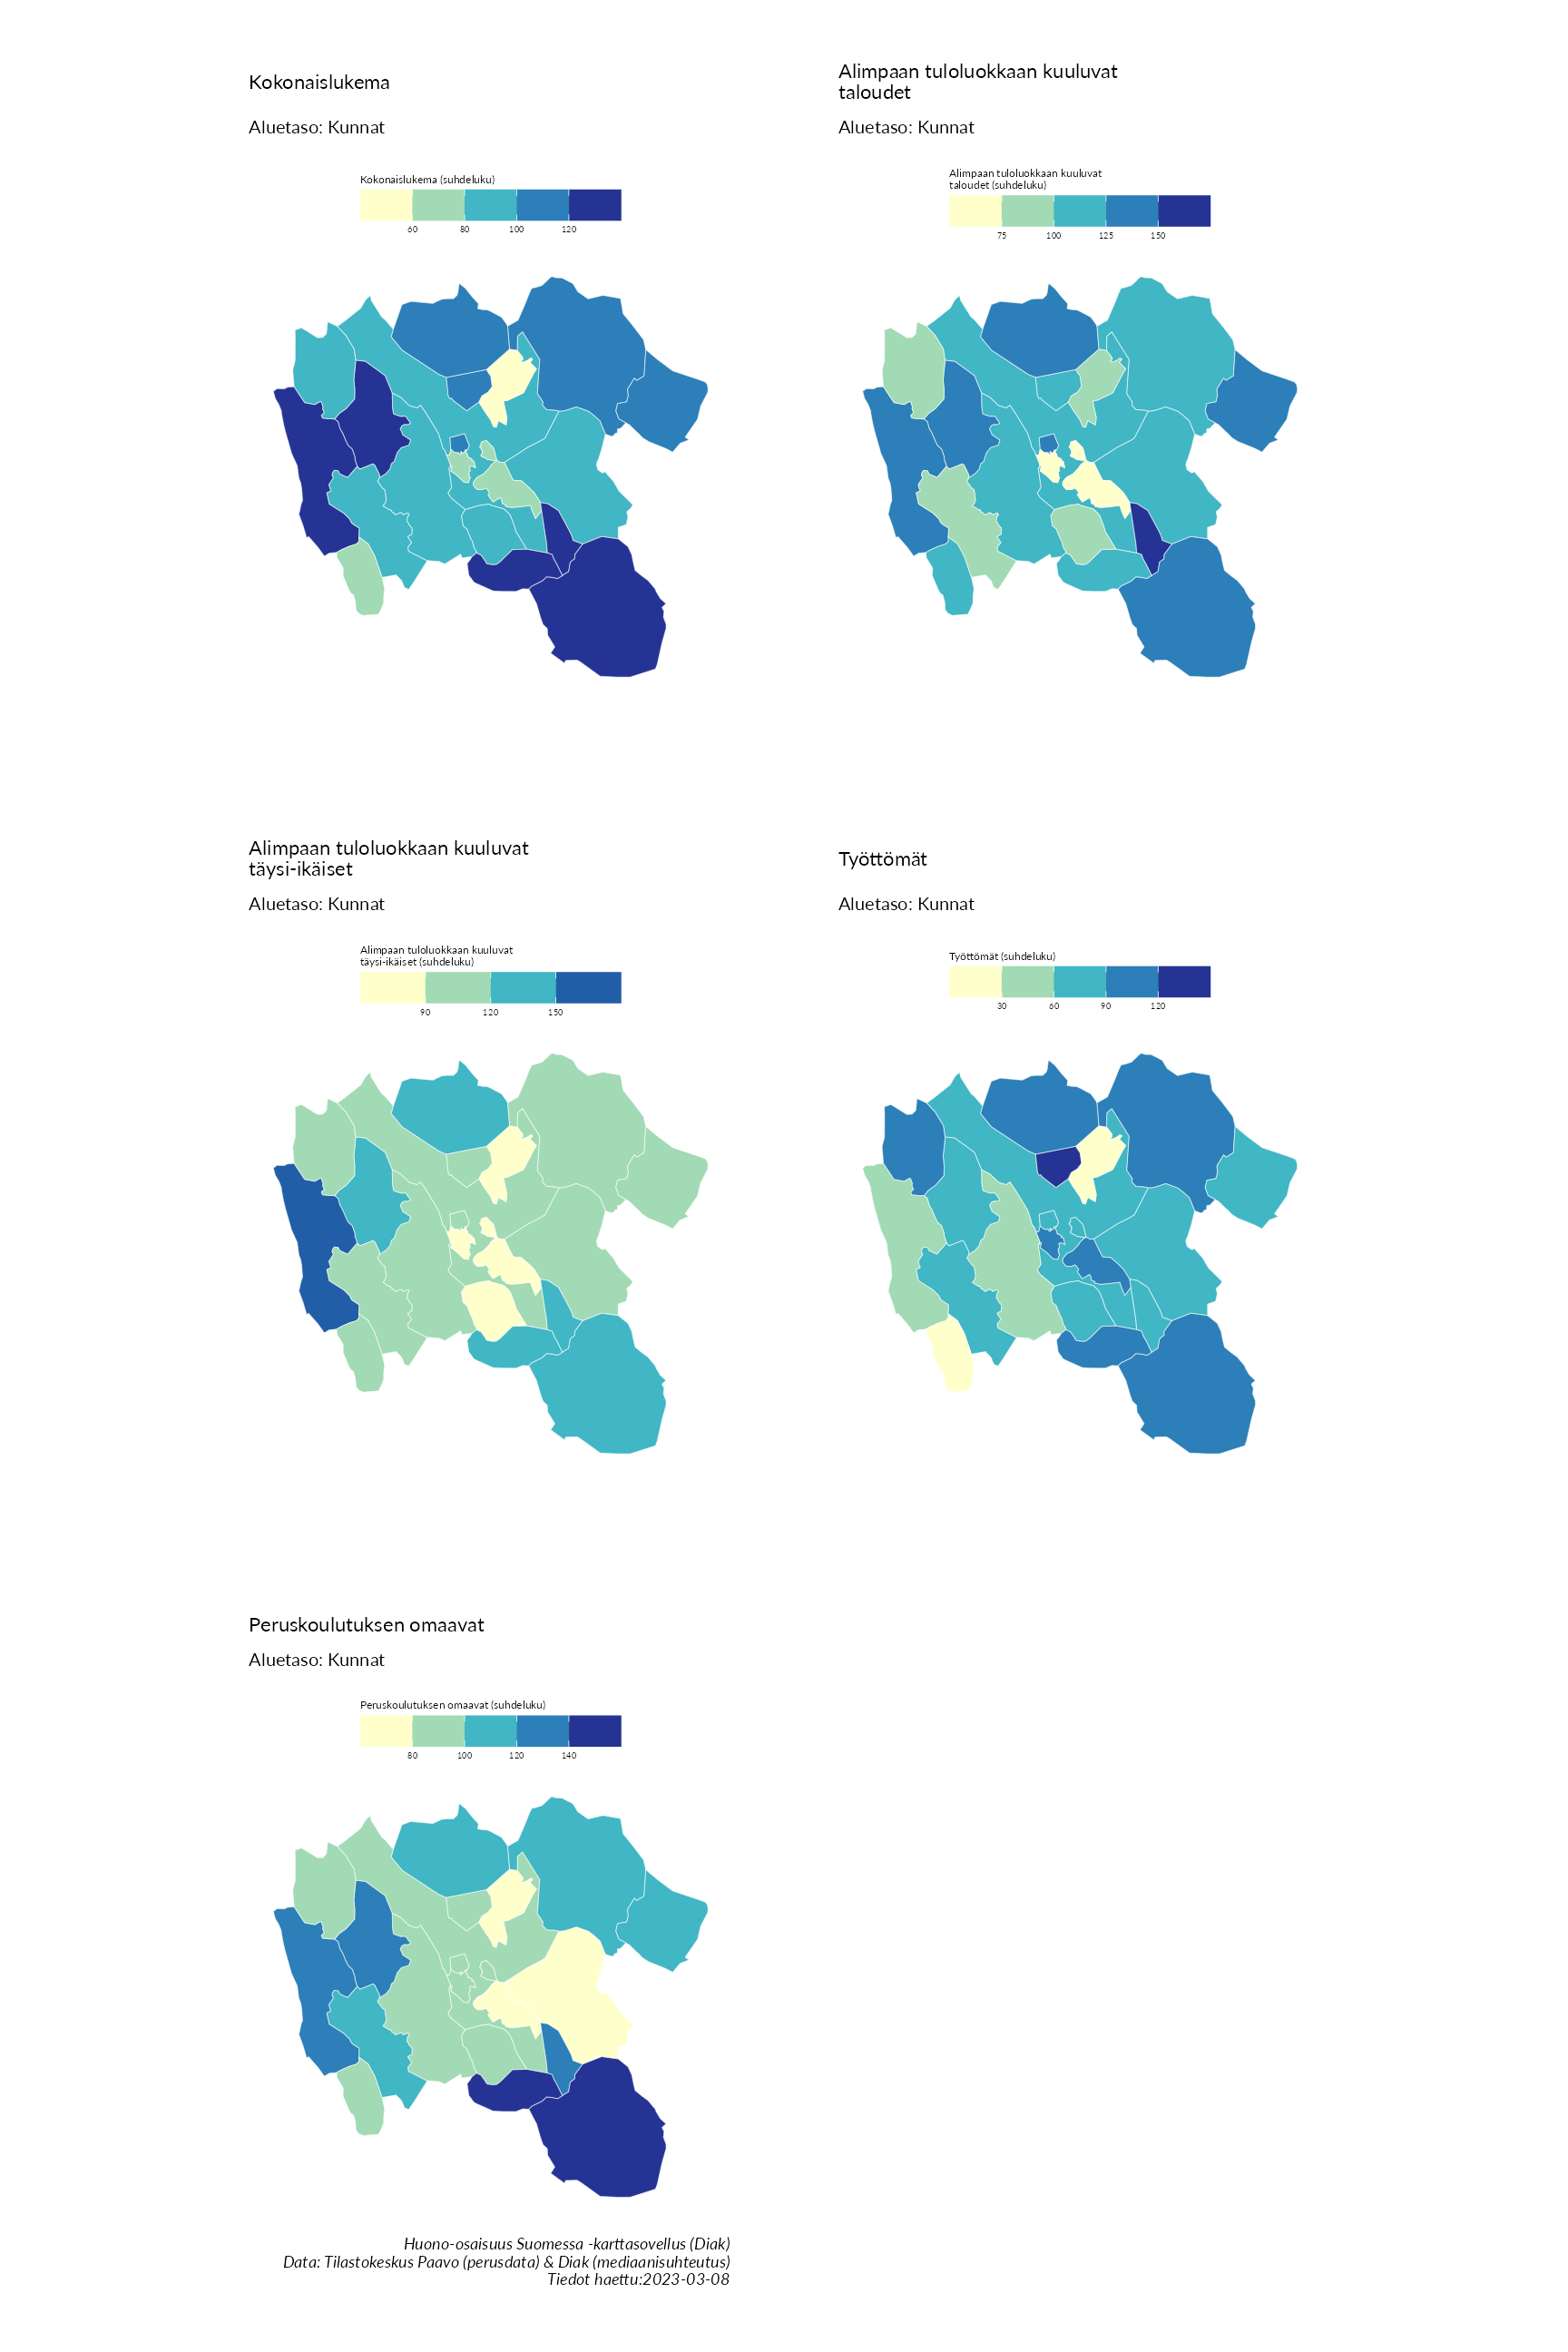 Kokonaislukema
Aluetaso: Kunnat
Kokonaislukema (suhdeluku)
60 80 100 120
Alimpaan tuloluokkaan kuuluvat
taloudet
Aluetaso: Kunnat
Alimpaan tuloluokkaan kuuluvat
taloudet (suhdeluku)
75 100 125 150
Alimpaan tuloluokkaan kuuluvat
täysi-ikäiset
Aluetaso: Kunnat
Alimpaan tuloluokkaan kuuluvat
täysi-ikäiset (suhdeluku)
90 120 150
Työttömät
Aluetaso: Kunnat
Työttömät (suhdeluku)
30 60 90 120
Peruskoulutuksen omaavat
Aluetaso: Kunnat
Peruskoulutuksen omaavat (suhdeluku)
80 100 120 140
Huono-osaisuus Suomessa -karttasovellus (Diak)
Data: Tilastokeskus Paavo (perusdata) & Diak (mediaanisuhteutus)
Tiedot haettu:2023-03-08